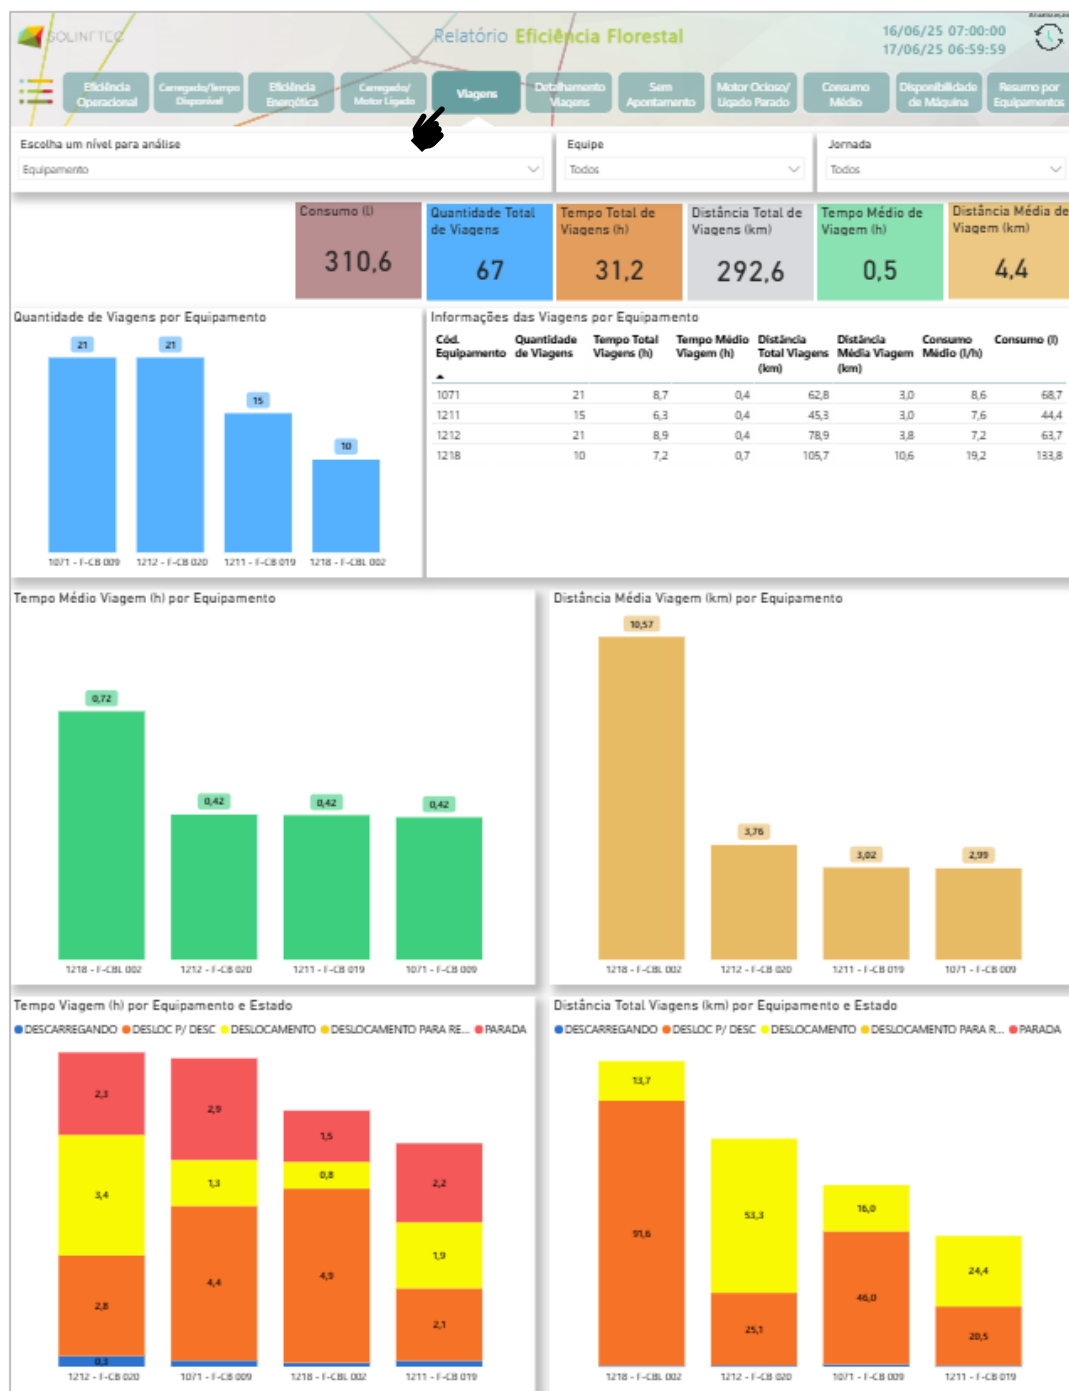 SOLINFTEC
Relatório Eficiência Florestal
16/06/25 07:00:00
17/06/25 06:59:59
Eficiência Operacional
Carregado/Tempo Disponível
Eficiência Energética
Carregado/ Motor Ligado
Viagens
Detalhamento Viagens
Sem Apontamento
Motor Ocioso/ Ligado Parado
Consumo Médio
Disponibilidade de Máquina
Resumo por Equipamentos
Escolha um nível para análise
Equipamento
Equipe
Todos
Jornada
Todos
Consumo (l)
310,6
Quantidade Total de Viagens
67
Tempo Total de Viagens (h)
31,2
Distância Total de Viagens (km)
292,6
Tempo Médio de Viagem (h)
0,5
Distância Média de Viagem (km)
4,4
Quantidade de Viagens por Equipamento
21 21 15 10
1071 - F-CB 009 1212 - F-CB 020 1211 - F-CB 019 1218 - F-CBL 002
Informações das Viagens por Equipamento
Cód. Equipamento Quantidade de Viagens Tempo Total Viagens (h) Tempo Médio Viagem (h) Distância Total Viagens (km) Distância Média Viagem (km) Consumo Médio (l/h) Consumo (l)
1071 21 8,7 0,4 62,8 3,0 8,6 68,7
1211 15 6,3 0,4 45,3 3,0 7,6 44,4
1212 21 8,9 0,4 78,9 3,8 7,2 63,7
1218 10 7,2 0,7 105,7 10,6 19,2 133,8
Tempo Médio Viagem (h) por Equipamento
0,72 0,42 0,42 0,42
1218 - F-CBL 002 1212 - F-CB 020 1211 - F-CB 019 1071 - F-CB 009
Distância Média Viagem (km) por Equipamento
10,57 3,76 3,02 2,99
1218 - F-CBL 002 1212 - F-CB 020 1211 - F-CB 019 1071 - F-CB 009
Tempo Viagem (h) por Equipamento e Estado
DESCARREGANDO DESLOC P/ DESC DESLOCAMENTO DESLOCAMENTO PARA RE... PARADA
2,3 3,4 2,8 0,3
2,9 1,3 4,4
1,5 0,8 4,9
2,2 1,9 2,1
1212 - F-CB 020 1071 - F-CB 009 1218 - F-CBL 002 1211 - F-CB 019
Distância Total Viagens (km) por Equipamento e Estado
DESCARREGANDO DESLOC P/ DESC DESLOCAMENTO DESLOCAMENTO PARA R... PARADA
13,7 91,6
53,3 25,1
16,0 46,0
24,4 20,5
1218 - F-CBL 002 1212 - F-CB 020 1071 - F-CB 009 1211 - F-CB 019